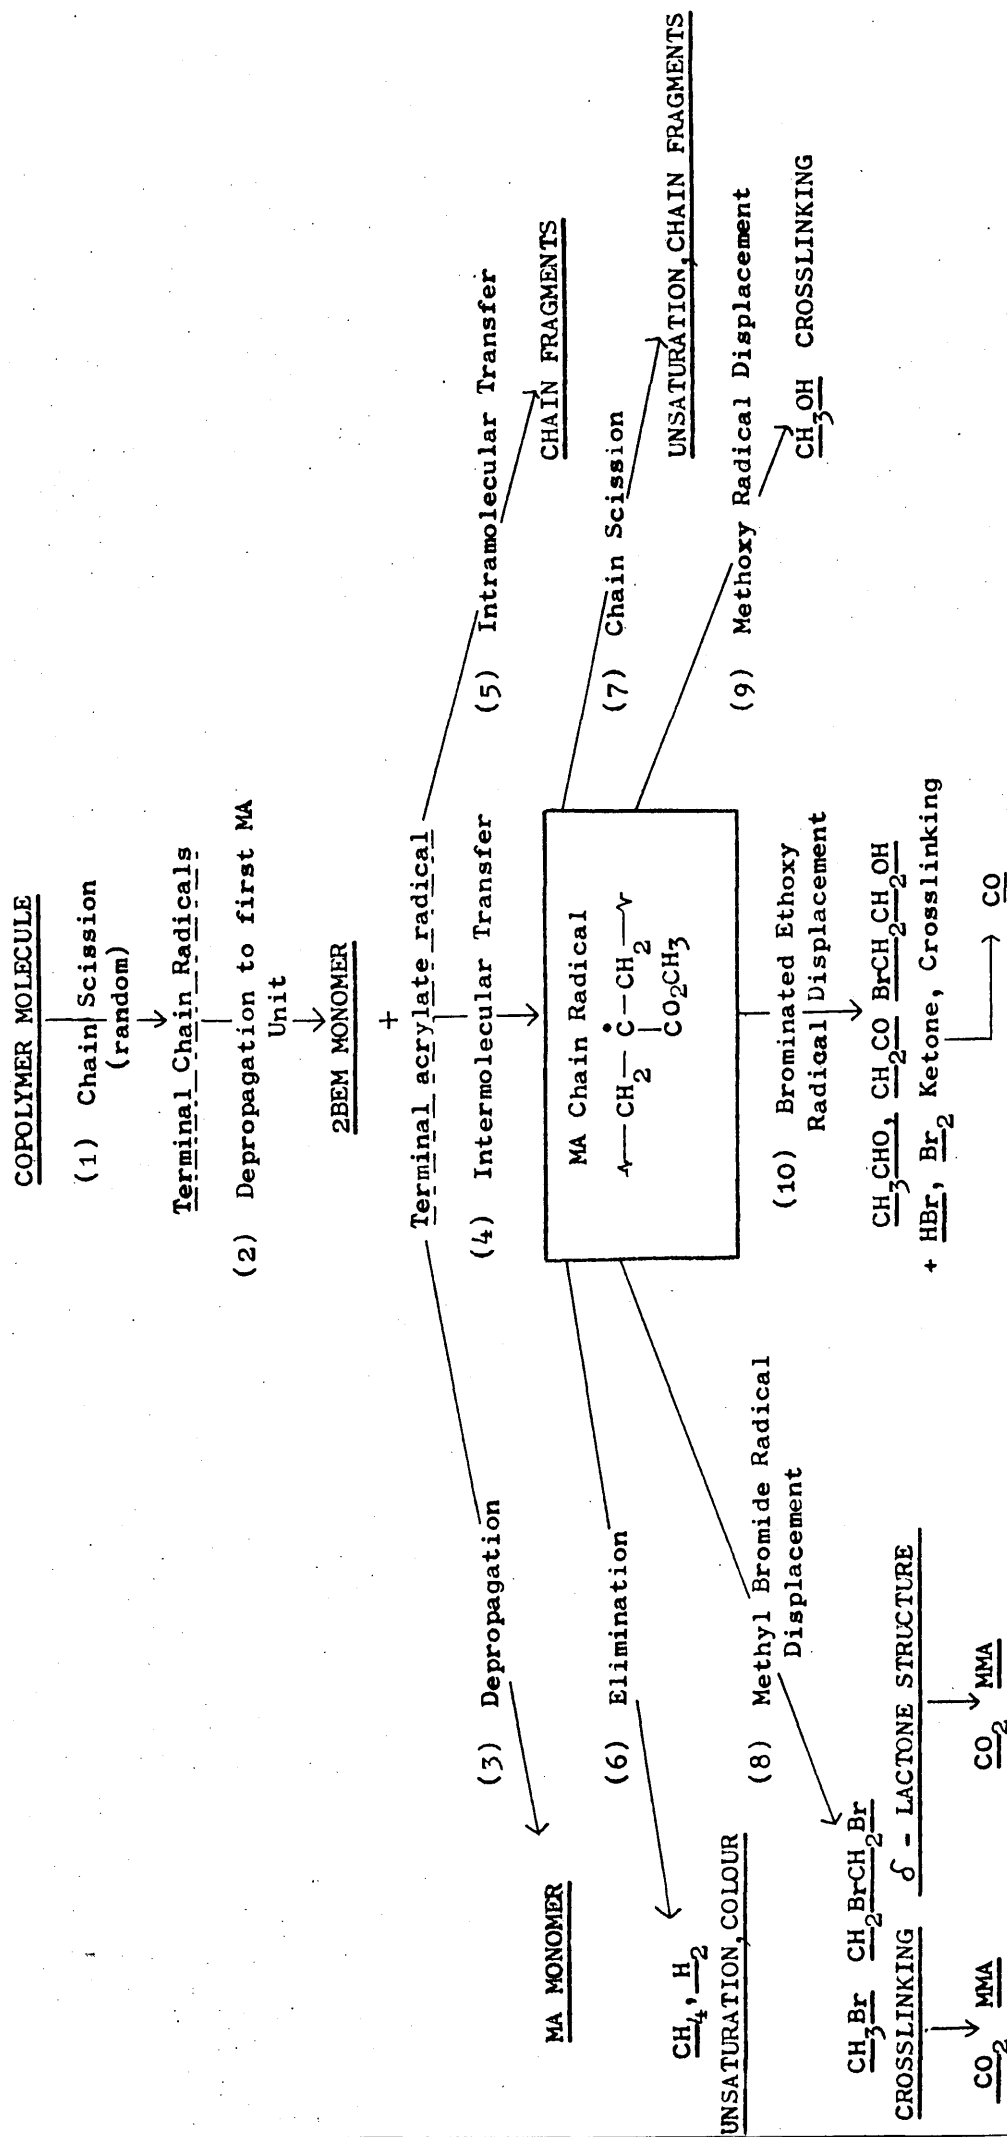 COPOLYMER MOLECULE
(1) Chain Scission
(random)
Terminal Chain Radicals
(2) Depropagation to first MA
Unit
2BEM MONOMER
+
Terminal acrylate radical
(3) Depropagation
(4) Intermolecular Transfer
(5) Intramolecular Transfer
MA MONOMER
CHAIN FRAGMENTS
MA Chain Radical
CH2 — Ċ — CH2
CO2CH3
(6) Elimination
(7) Chain Scission
CH4, H2
UNSATURATION, COLOUR
UNSATURATION, CHAIN FRAGMENTS
(8) Methyl Bromide Radical
Displacement
(9) Methoxy Radical Displacement
(10) Brominated Ethoxy
Radical Displacement
CH3OH CROSSLINKING
CH3Br CH2BrCH2Br
CROSSLINKING δ - LACTONE STRUCTURE
CH3CHO, CH2CO BrCH2CH2OH
+ HBr, Br2 Ketone, Crosslinking
CO2 MMA
CO2 MMA
CO